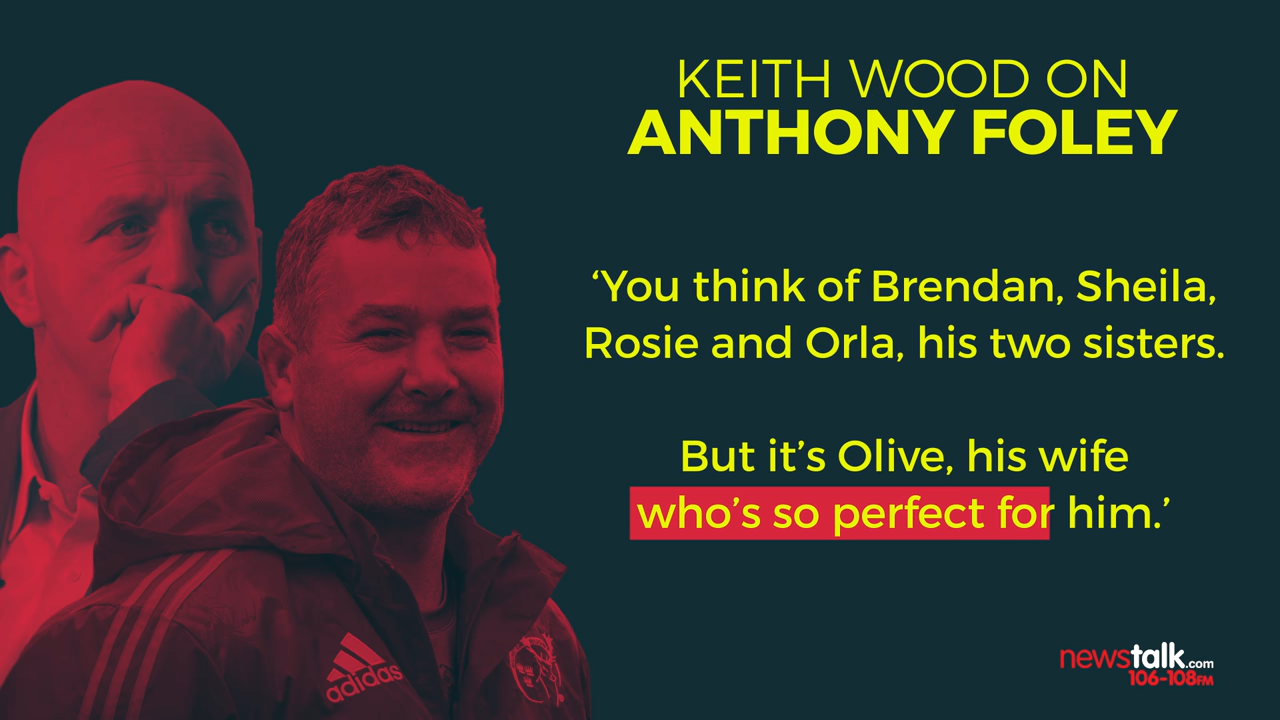 KEITH WOOD ON
ANTHONY FOLEY
‘You think of Brendan, Sheila,
Rosie and Orla, his two sisters.
But it’s Olive, his wife
who’s so perfect for him.’
adidas
newstalk.com
106-108FM